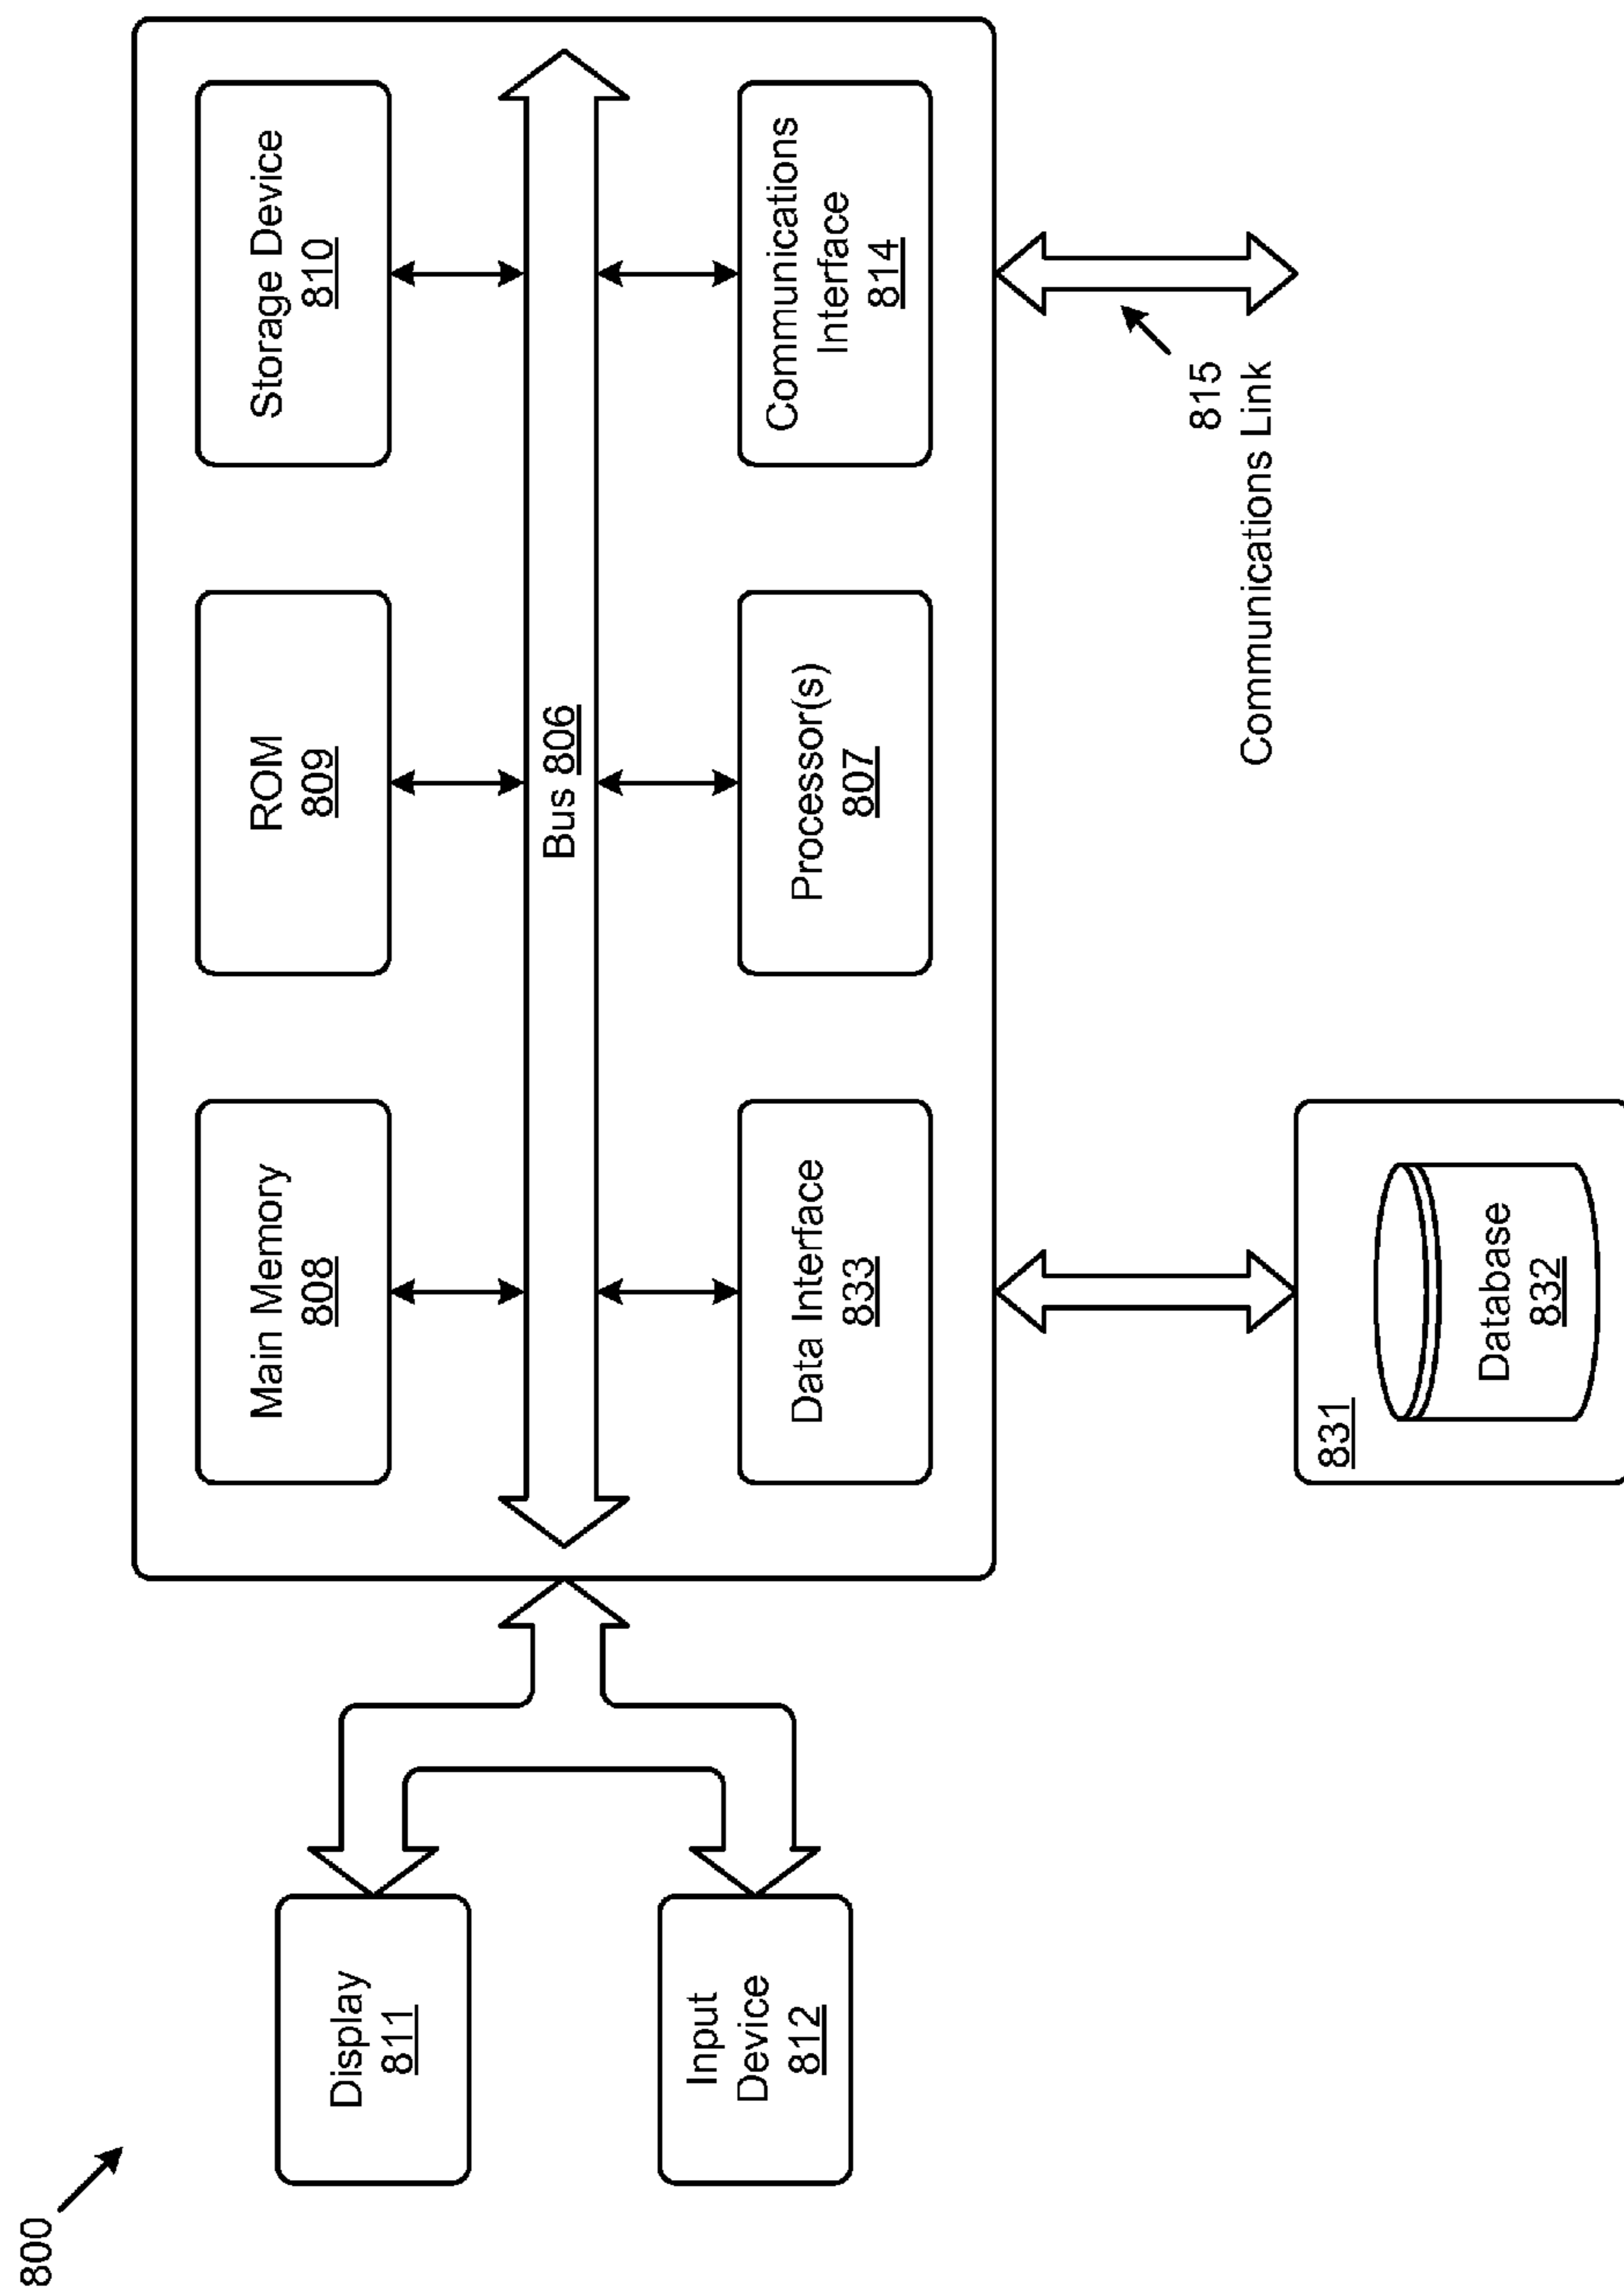 800
Main Memory
808
ROM
809
Storage Device
810
Display
811
Bus 806
Input
Device
812
Data Interface
833
Processor(s)
807
Communications
Interface
814
815
Communications Link
831
Database
832